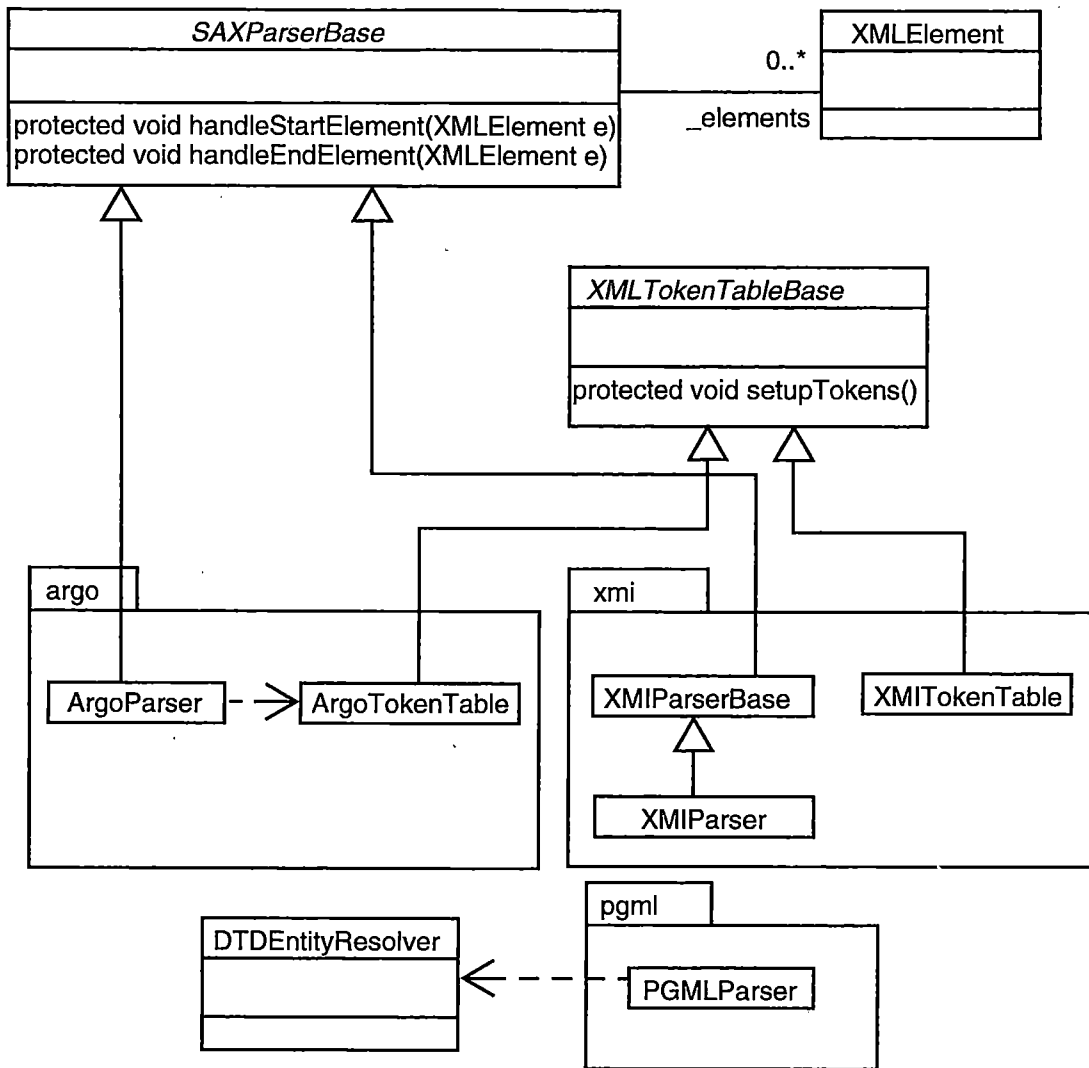 SAXParserBase
protected void handleStartElement(XMLElement e)
protected void handleEndElement(XMLElement e)
0..*
_elements
XMLElement
XMLTokenTableBase
protected void setupTokens()
argo
ArgoParser
ArgoTokenTable
xmi
XMIParserBase
XMITokenTable
XMIParser
DTDEntityResolver
pgml
PGMLParser